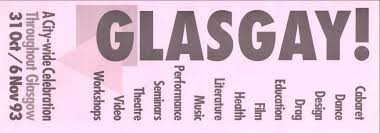 GLASGAY!
A City-wide Celebration
Throughout Glasgow
31 Oct / 6 Nov 93
Cabaret
Dance
Design
Drag
Education
Film
Health
Literature
Music
Performance
Seminars
Theatre
Video
Workshops